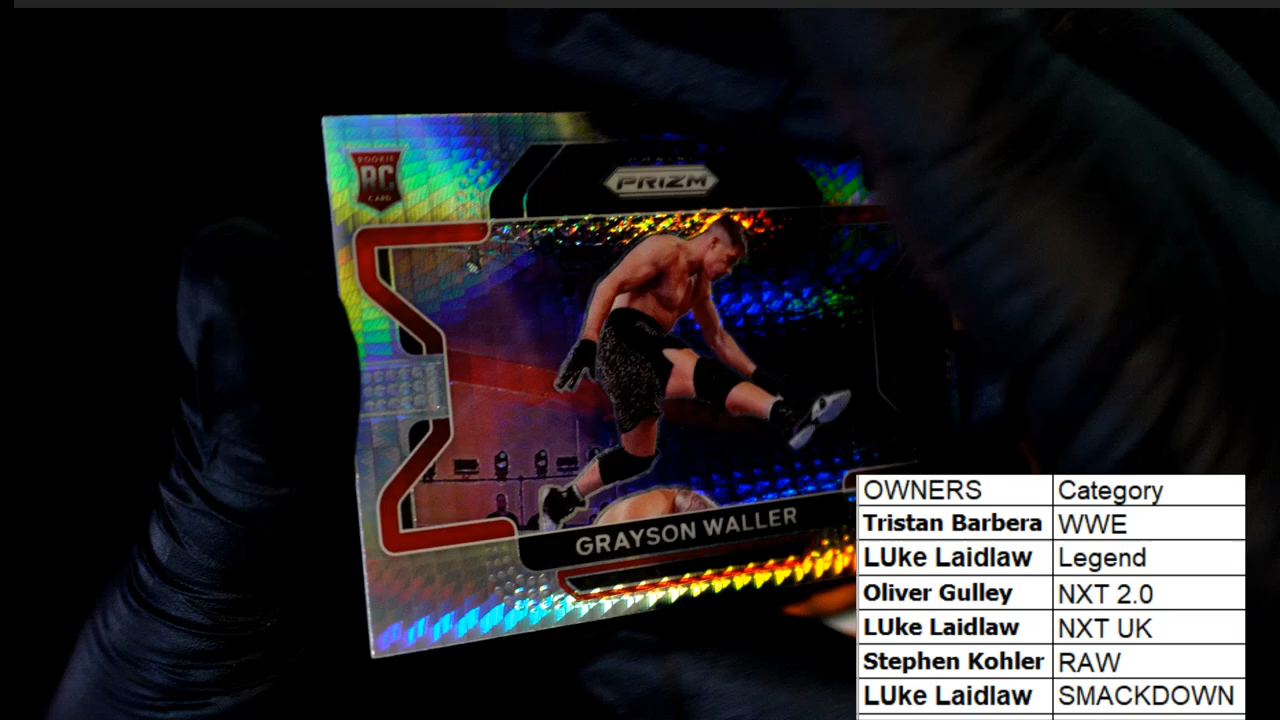 ROOKIE
RC
CARD
PANINI
PRIZM
GRAYSON WALLER
OWNERS Category
Tristan Barbera WWE
LUke Laidlaw Legend
Oliver Gulley NXT 2.0
LUke Laidlaw NXT UK
Stephen Kohler RAW
LUke Laidlaw SMACKDOWN